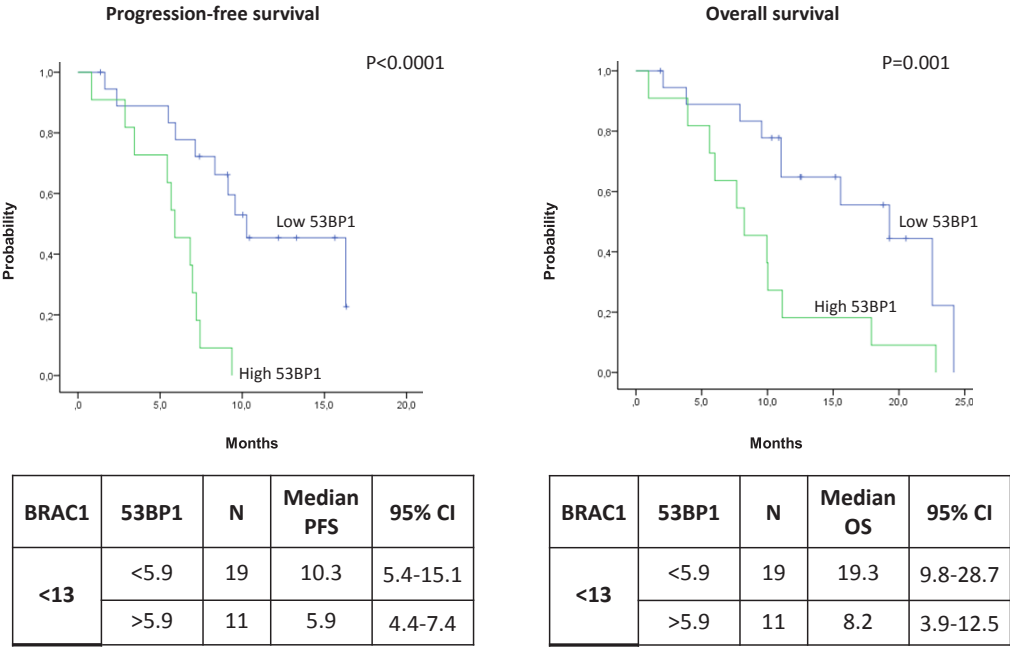 Progression-free survival
P<0.0001
1,0
0,8
0,6
0,4
0,2
0,0
Probability
Low 53BP1
High 53BP1
,0 5,0 10,0 15,0 20,0
Months
BRAC1 53BP1 N Median PFS 95% CI
<13 <5.9 19 10.3 5.4-15.1
>5.9 11 5.9 4.4-7.4
Overall survival
P=0.001
1,0
0,8
0,6
0,4
0,2
0,0
Probability
Low 53BP1
High 53BP1
,0 5,0 10,0 15,0 20,0 25,0
Months
BRAC1 53BP1 N Median OS 95% CI
<13 <5.9 19 19.3 9.8-28.7
>5.9 11 8.2 3.9-12.5